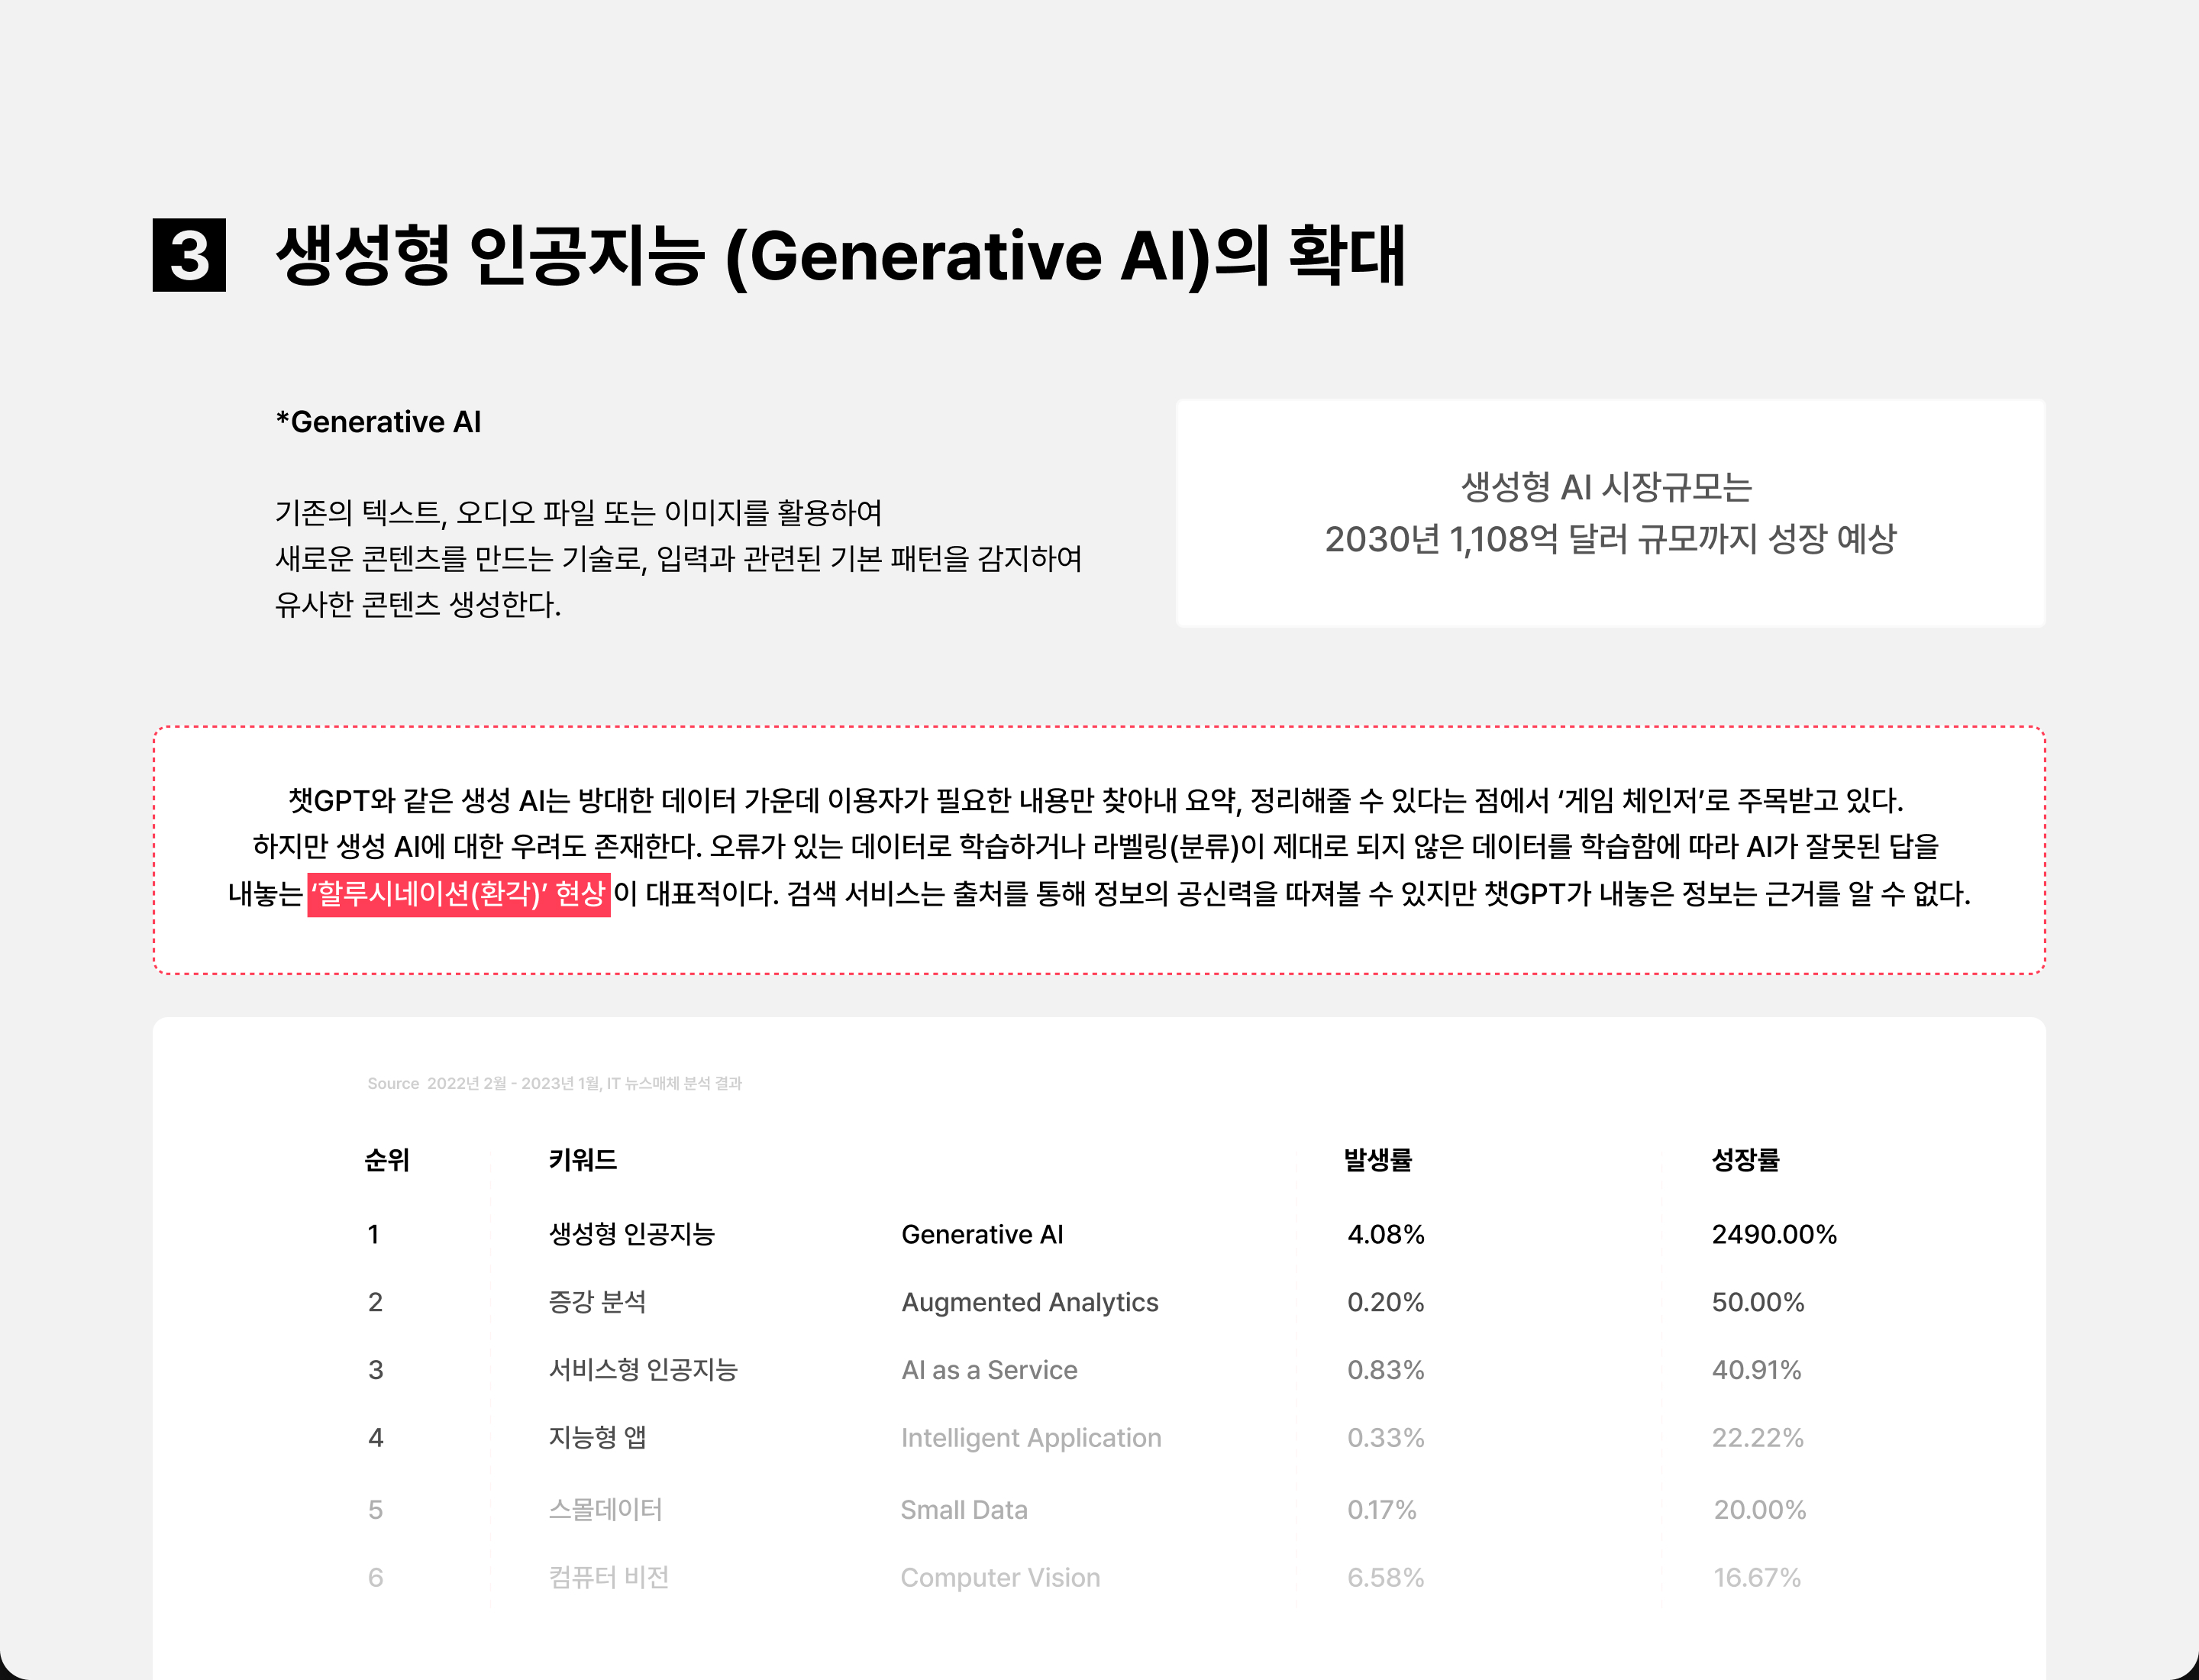 3 생성형 인공지능 (Generative AI)의 확대
*Generative AI
기존의 텍스트, 오디오 파일 또는 이미지를 활용하여
새로운 콘텐츠를 만드는 기술로, 입력과 관련된 기본 패턴을 감지하여
유사한 콘텐츠 생성한다.
생성형 AI 시장규모는
2030년 1,108억 달러 규모까지 성장 예상
챗GPT와 같은 생성 AI는 방대한 데이터 가운데 이용자가 필요한 내용만 찾아내 요약, 정리해줄 수 있다는 점에서 ‘게임 체인저’로 주목받고 있다.
하지만 생성 AI에 대한 우려도 존재한다. 오류가 있는 데이터로 학습하거나 라벨링(분류)이 제대로 되지 않은 데이터를 학습함에 따라 AI가 잘못된 답을
내놓는 ‘할루시네이션(환각)’ 현상 이 대표적이다. 검색 서비스는 출처를 통해 정보의 공신력을 따져볼 수 있지만 챗GPT가 내놓은 정보는 근거를 알 수 없다.
Source 2022년 2월 - 2023년 1월, IT 뉴스매체 분석 결과
순위 키워드 발생률 성장률
1 생성형 인공지능 Generative AI 4.08% 2490.00%
2 증강 분석 Augmented Analytics 0.20% 50.00%
3 서비스형 인공지능 AI as a Service 0.83% 40.91%
4 지능형 앱 Intelligent Application 0.33% 22.22%
5 스몰데이터 Small Data 0.17% 20.00%
6 컴퓨터 비전 Computer Vision 6.58% 16.67%